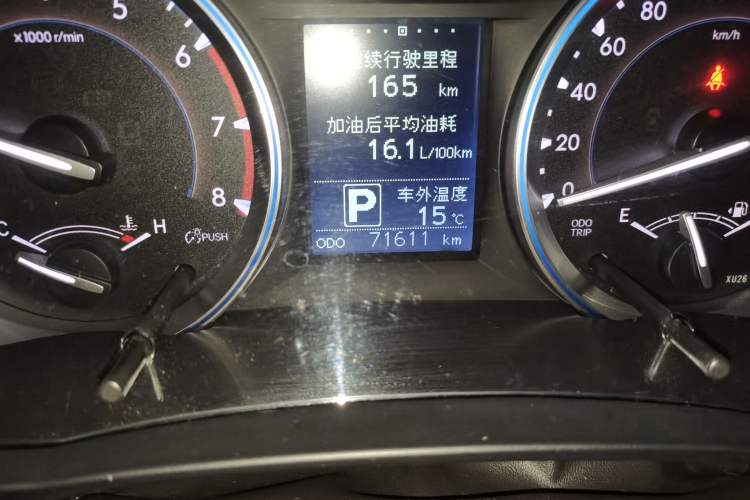 x1000 r/min
6
7
8
C
H
PUSH
续行驶里程
165 km
加油后平均油耗
16.1 L/100km
P
车外温度
15 ℃
ODO 71611 km
80
60
40
20
0
km/h
ODO
TRIP
E
XU26